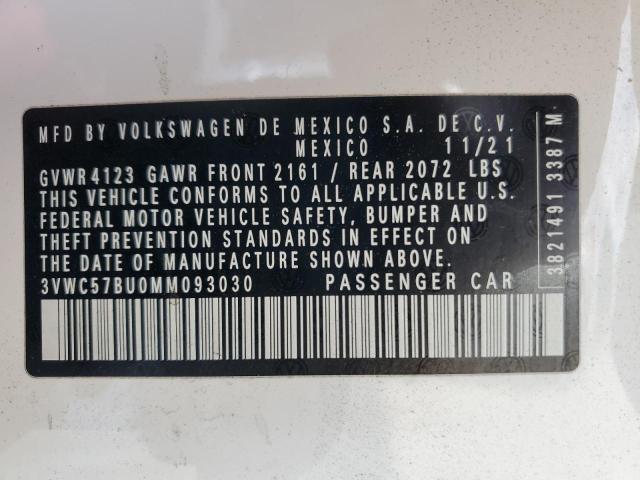 MFD BY VOLKSWAGEN DE MEXICO S.A. DE C.V.
MEXICO 11/21
GVWR 4123 GAWR FRONT 2161 / REAR 2072 LBS
THIS VEHICLE CONFORMS TO ALL APPLICABLE U.S.
FEDERAL MOTOR VEHICLE SAFETY, BUMPER AND
THEFT PREVENTION STANDARDS IN EFFECT ON
THE DATE OF MANUFACTURE SHOWN ABOVE.
3VWC57BU0MM093030 PASSENGER CAR
3821491 3387 M